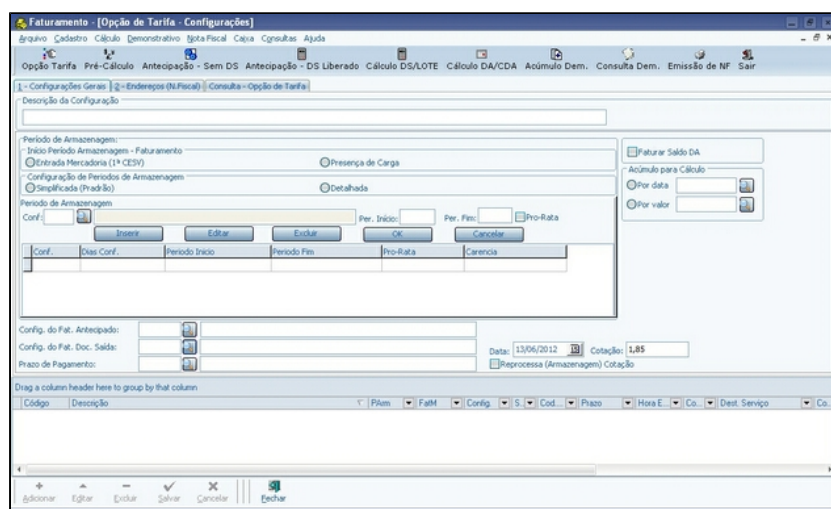 Faturamento - [Opção de Tarifa - Configurações]
Arquivo Cadastro Cálculo Demonstrativo Nota Fiscal Caixa Consultas Ajuda
Opção Tarifa Pré-Cálculo Antecipação - Sem DS Antecipação - DS Liberado Cálculo DS/LOTE Cálculo DA/CDA Acúmulo Dem. Consulta Dem. Emissão de NF Sair
1 - Configurações Gerais 2 - Endereços (N.Fiscal) Consulta - Opção de Tarifa
Descrição da Configuração
Período de Armazenagem:
Início Período Armazenagem - Faturamento
Entrada Mercadoria (1ª CESV) Presença de Carga
Faturar Saldo DA
Configuração de Periodos de Armazenagem
Simplificada (Pradrão) Detalhada
Acúmulo para Cálculo
Por data
Por valor
Periodo de Armazenagem
Conf: Per. Início: Per. Fim: Pro-Rata
Inserir Editar Excluir OK Cancelar
Conf. Dias Conf. Periodo Inicio Periodo Fim Pro-Rata Carencia
Config. do Fat. Antecipado:
Config. do Fat. Doc. Saída:
Data: 13/06/2012 15 Cotação: 1,85
Prazo de Pagamento:
Reprocessa (Armazenagem) Cotação
Drag a column header here to group by that column
Código Descrição PArm FatM Config. S. Cod... Prazo Hora E... Co... Dest. Serviço Co..
Adicionar Editar Excluir Salvar Cancelar Fechar